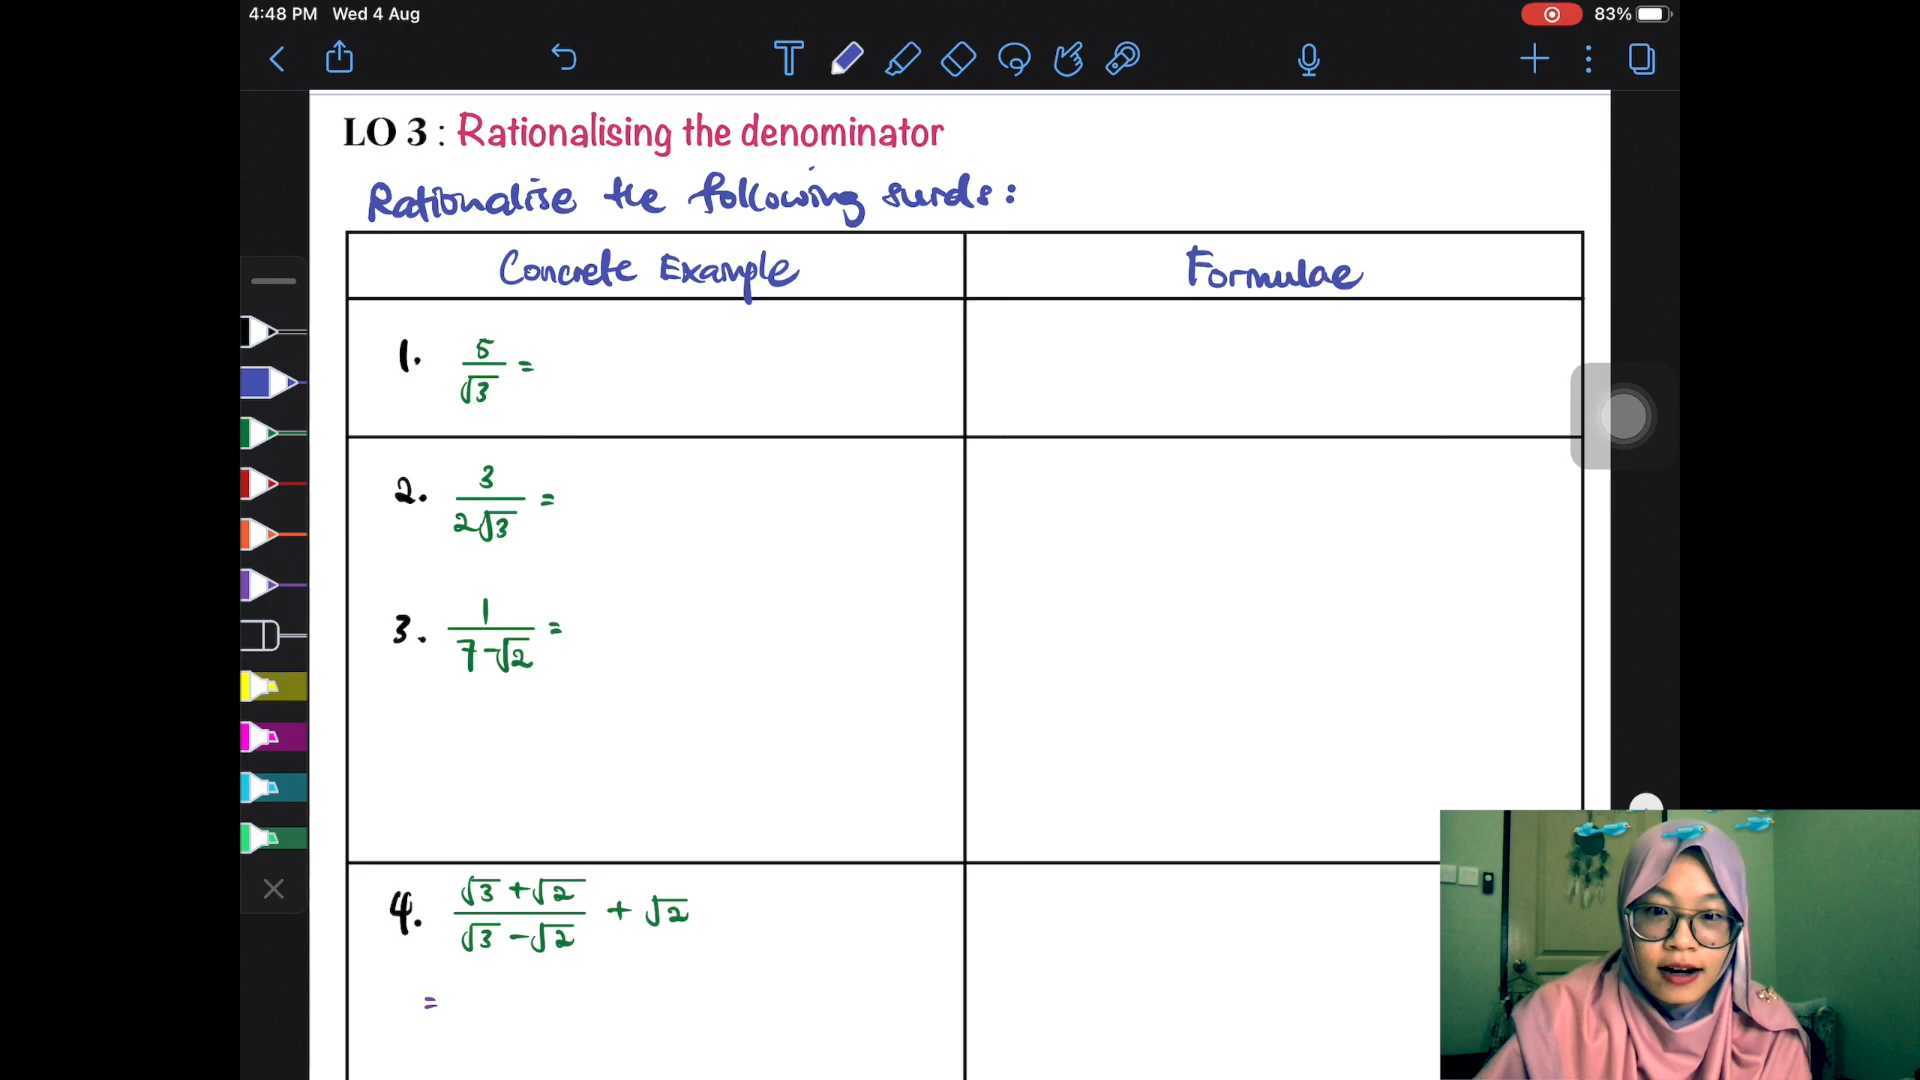 4:48 PM Wed 4 Aug
83%
LO 3 : Rationalising the denominator
Rationalise the following surds:
Concrete Example
Formulae
1. 5/√3 =
2. 3/2√3 =
3. 1/7-√2 =
4. √3+√2/√3-√2 + √2
=